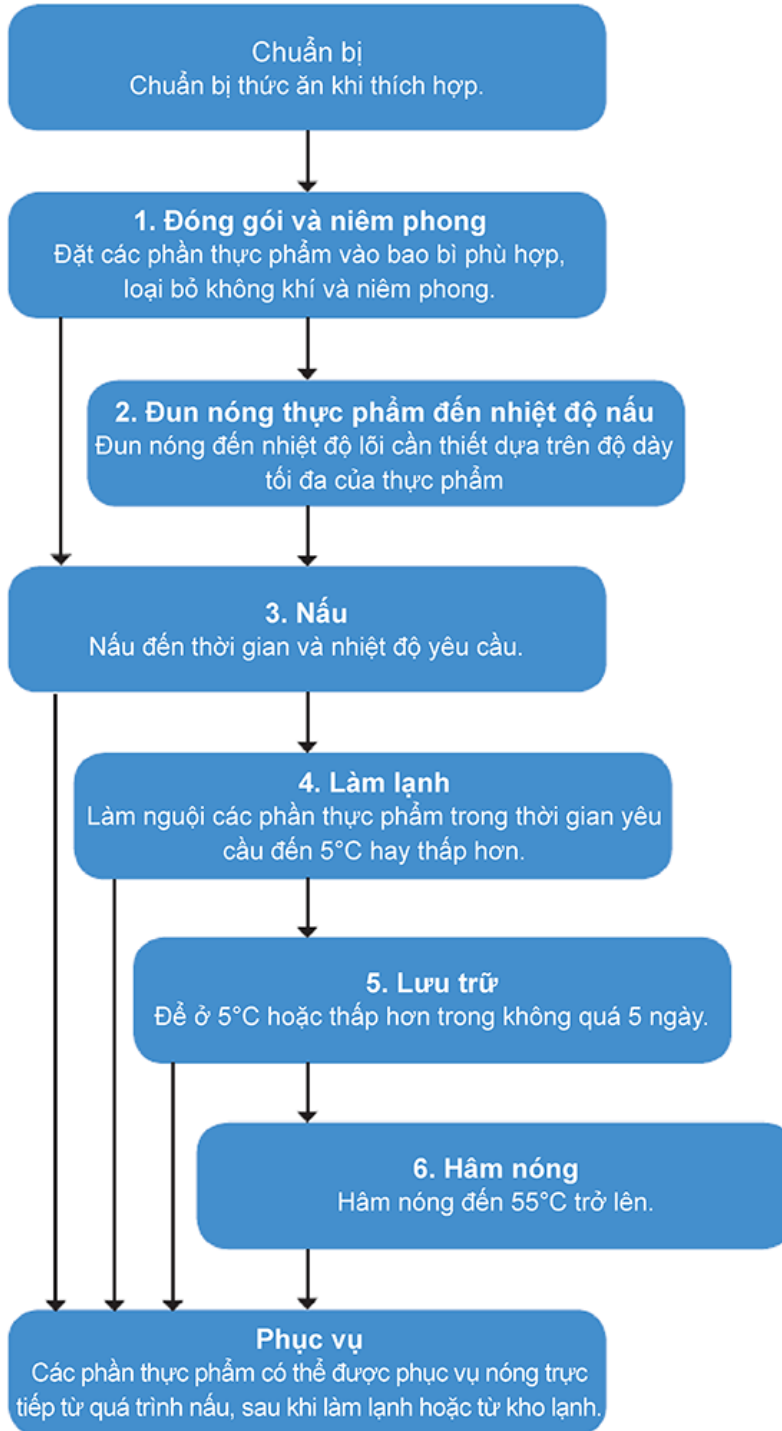 Chuẩn bị
Chuẩn bị thức ăn khi thích hợp.
1. Đóng gói và niêm phong
Đặt các phần thực phẩm vào bao bì phù hợp,
loại bỏ không khí và niêm phong.
2. Đun nóng thực phẩm đến nhiệt độ nấu
Đun nóng đến nhiệt độ lõi cần thiết dựa trên độ dày
tối đa của thực phẩm
3. Nấu
Nấu đến thời gian và nhiệt độ yêu cầu.
4. Làm lạnh
Làm nguội các phần thực phẩm trong thời gian yêu
cầu đến 5°C hay thấp hơn.
5. Lưu trữ
Để ở 5°C hoặc thấp hơn trong không quá 5 ngày.
6. Hâm nóng
Hâm nóng đến 55°C trở lên.
Phục vụ
Các phần thực phẩm có thể được phục vụ nóng trực
tiếp từ quá trình nấu, sau khi làm lạnh hoặc từ kho lạnh.